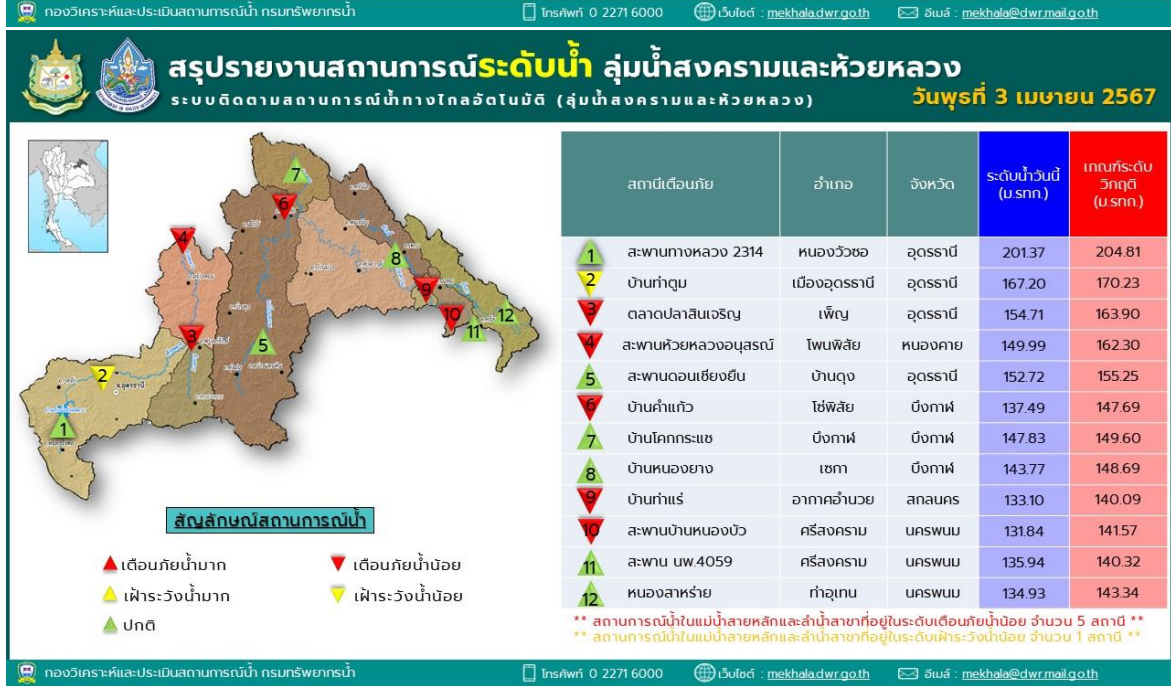 กองวิเคราะห์และประเมินสถานการณ์น้ำ กรมทรัพยากรน้ำ โทรศัพท์ 0 2271 6000 เว็บไซต์ : mekhala.dwr.go.th อีเมล์ : mekhala@dwr.mail.go.th
สรุปรายงานสถานการณ์ระดับน้ำ ลุ่มน้ำสงครามและห้วยหลวง
ระบบติดตามสถานการณ์น้ำทางไกลอัตโนมัติ (ลุ่มน้ำสงครามและห้วยหลวง) วันพุธที่ 3 เมษายน 2567
สถานีเตือนภัย อำเภอ จังหวัด ระดับน้ำวันนี้ (ม.รทก.) เกณฑ์ระดับวิกฤติ (ม.รทก.)
1 สะพานทางหลวง 2314 หนองวัวซอ อุดรธานี 201.37 204.81
2 บ้านท่าตูม เมืองอุดรธานี อุดรธานี 167.20 170.23
3 ตลาดปลาสินเจริญ เพ็ญ อุดรธานี 154.71 163.90
4 สะพานห้วยหลวงอนุสรณ์ โพนพิสัย หนองคาย 149.99 162.30
5 สะพานดอนเชียงยืน บ้านดุง อุดรธานี 152.72 155.25
6 บ้านคำแก้ว โซ่พิสัย บึงกาฬ 137.49 147.69
7 บ้านโคกกระแซ บึงกาฬ บึงกาฬ 147.83 149.60
8 บ้านหนองยาง เซกา บึงกาฬ 143.77 148.69
9 บ้านท่าแร่ อากาศอำนวย สกลนคร 133.10 140.09
10 สะพานบ้านหนองบัว ศรีสงคราม นครพนม 131.84 141.57
11 สะพาน นพ.4059 ศรีสงคราม นครพนม 135.94 140.32
12 หนองสาหร่าย ท่าอุเทน นครพนม 134.93 143.34
** สถานการณ์น้ำในแม่น้ำสายหลักและลำน้ำสาขาที่อยู่ในระดับเตือนภัยน้ำน้อย จำนวน 5 สถานี **
** สถานการณ์น้ำในแม่น้ำสายหลักและลำน้ำสาขาที่อยู่ในระดับเฝ้าระวังน้ำน้อย จำนวน 1 สถานี **
7
6
4
8
9
10
12
11
3
5
2
อ.อุดรธานี
1
สัญลักษณ์สถานการณ์น้ำ
เตือนภัยน้ำมาก เตือนภัยน้ำน้อย
เฝ้าระวังน้ำมาก เฝ้าระวังน้ำน้อย
ปกติ
กองวิเคราะห์และประเมินสถานการณ์น้ำ กรมทรัพยากรน้ำ โทรศัพท์ 0 2271 6000 เว็บไซต์ : mekhala.dwr.go.th อีเมล์ : mekhala@dwr.mail.go.th